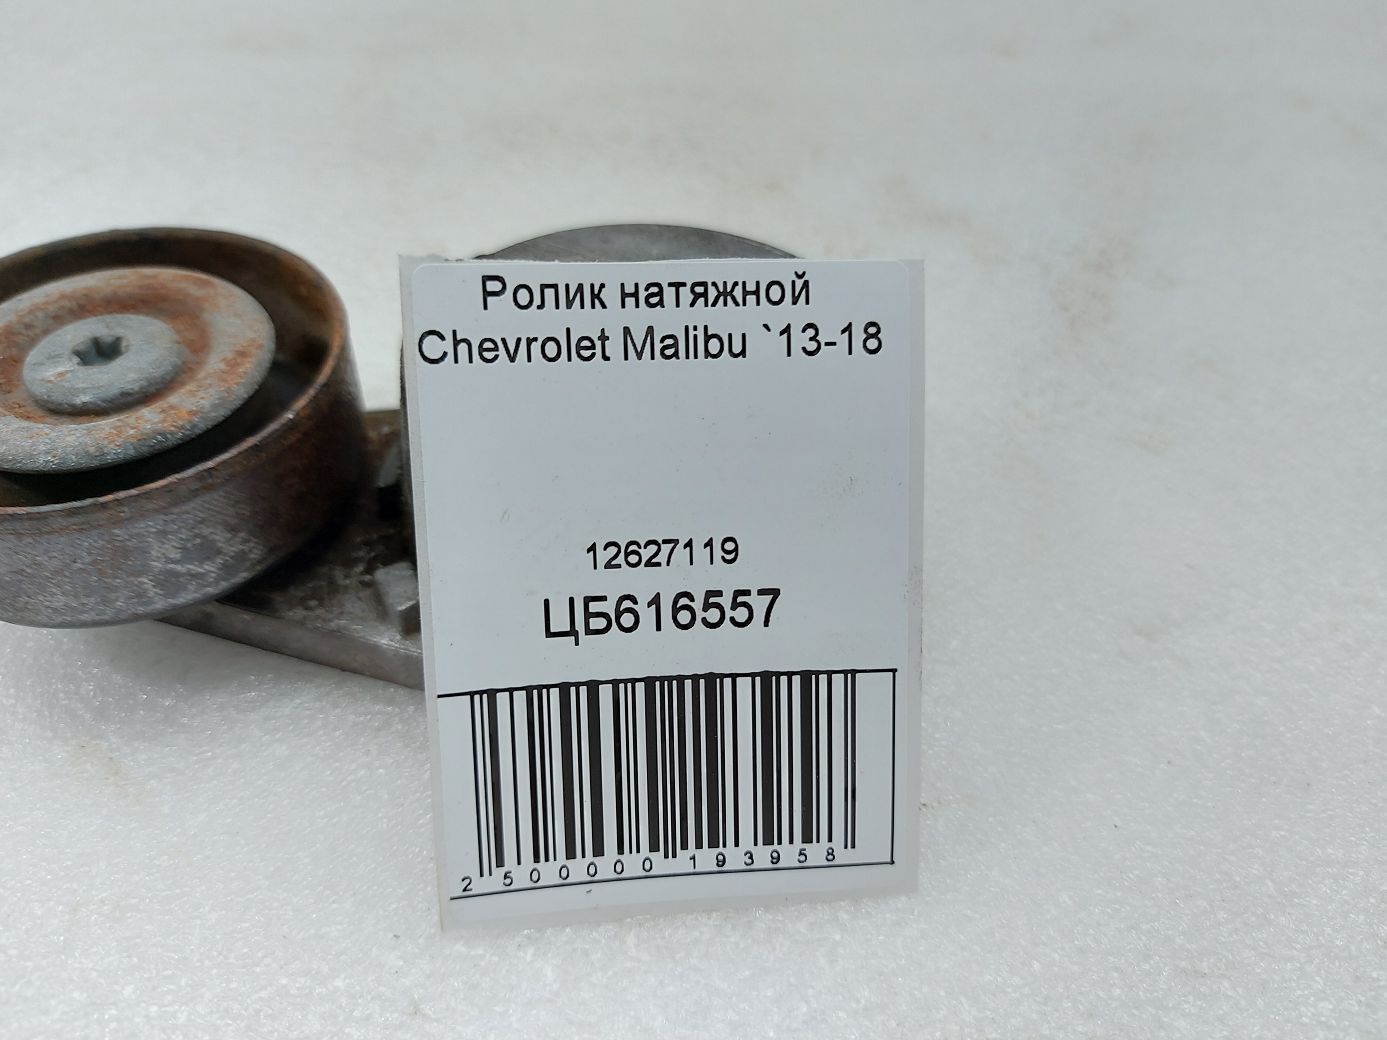 Ролик натяжной
Chevrolet Malibu `13-18
12627119
ЦБ616557
2 500000 193958